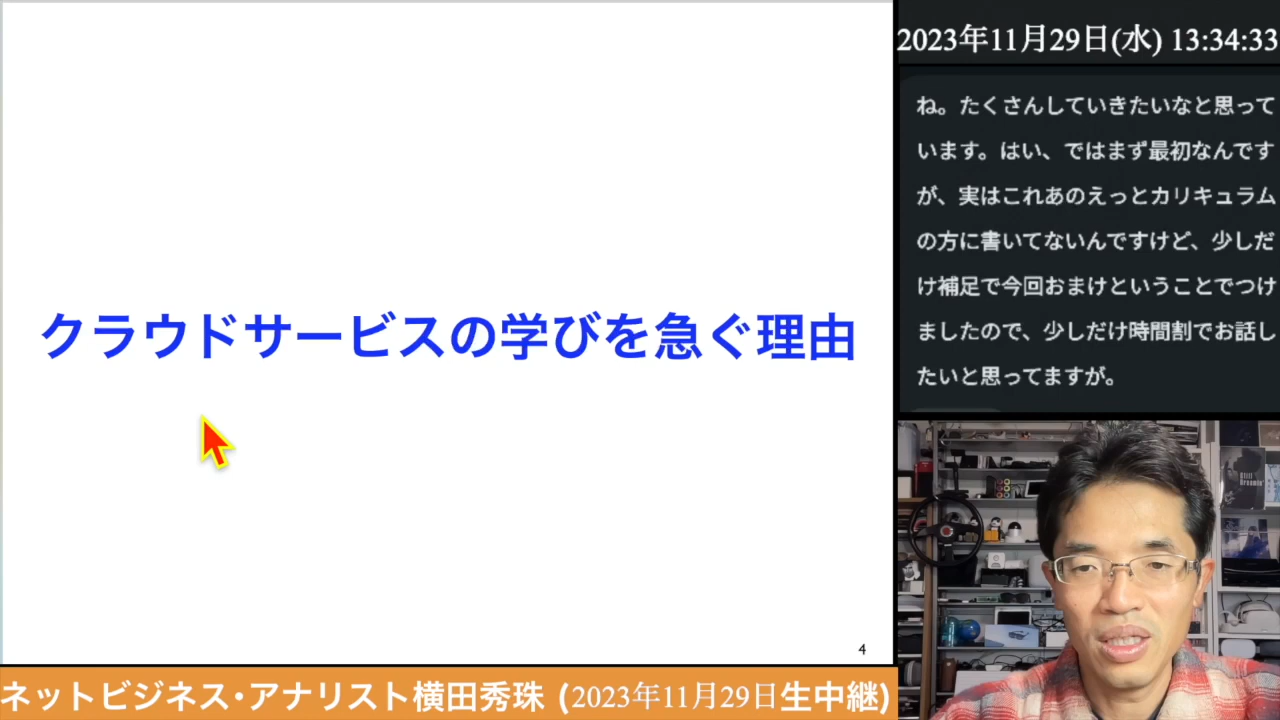 クラウドサービスの学びを急ぐ理由
4
2023年11月29日(水) 13:34:33
ね。たくさんしていきたいなと思って
います。はい、ではまず最初なんです
が、実はこれあのえっとカリキュラム
の方に書いてないんですけど、少しだ
け補足で今回おまけということでつけ
ましたので、少しだけ時間割でお話し
たいと思ってますが。
Still
Dreamin'
ネットビジネス・アナリスト横田秀珠 (2023年11月29日生中継)